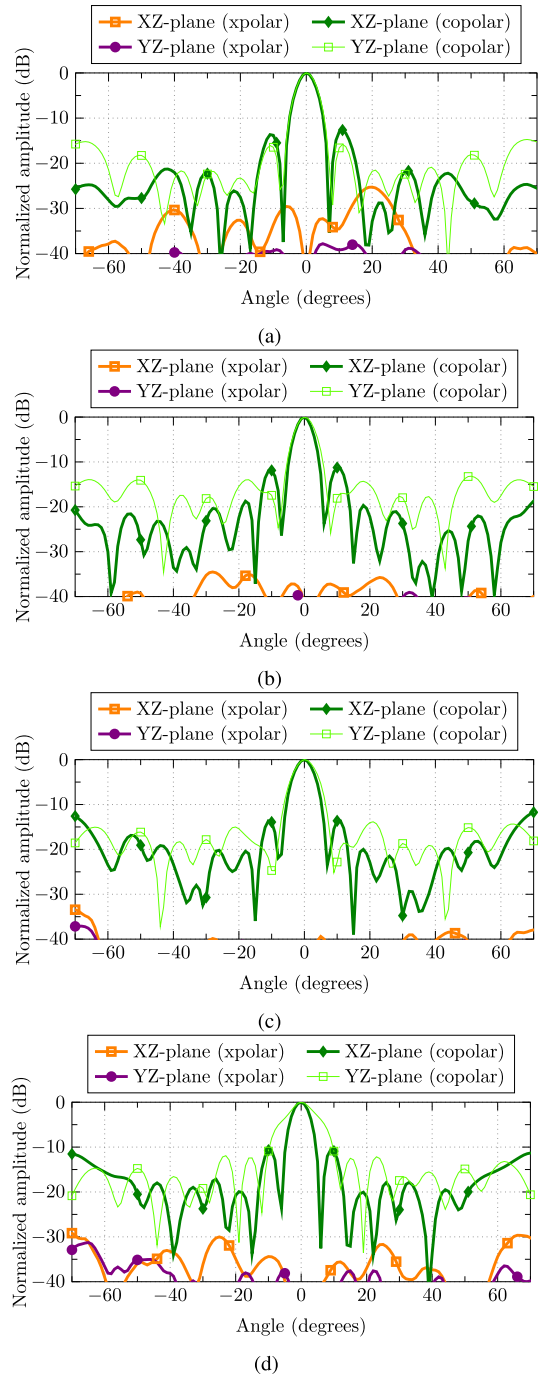 XZ-plane (xpolar) XZ-plane (copolar)
YZ-plane (xpolar) YZ-plane (copolar)
Normalized amplitude (dB)
0
−10
−20
−30
−40
−60 −40 −20 0 20 40 60
Angle (degrees)
(a)
XZ-plane (xpolar) XZ-plane (copolar)
YZ-plane (xpolar) YZ-plane (copolar)
Normalized amplitude (dB)
0
−10
−20
−30
−40
−60 −40 −20 0 20 40 60
Angle (degrees)
(b)
XZ-plane (xpolar) XZ-plane (copolar)
YZ-plane (xpolar) YZ-plane (copolar)
Normalized amplitude (dB)
0
−10
−20
−30
−40
−60 −40 −20 0 20 40 60
Angle (degrees)
(c)
XZ-plane (xpolar) XZ-plane (copolar)
YZ-plane (xpolar) YZ-plane (copolar)
Normalized amplitude (dB)
0
−10
−20
−30
−40
−60 −40 −20 0 20 40 60
Angle (degrees)
(d)